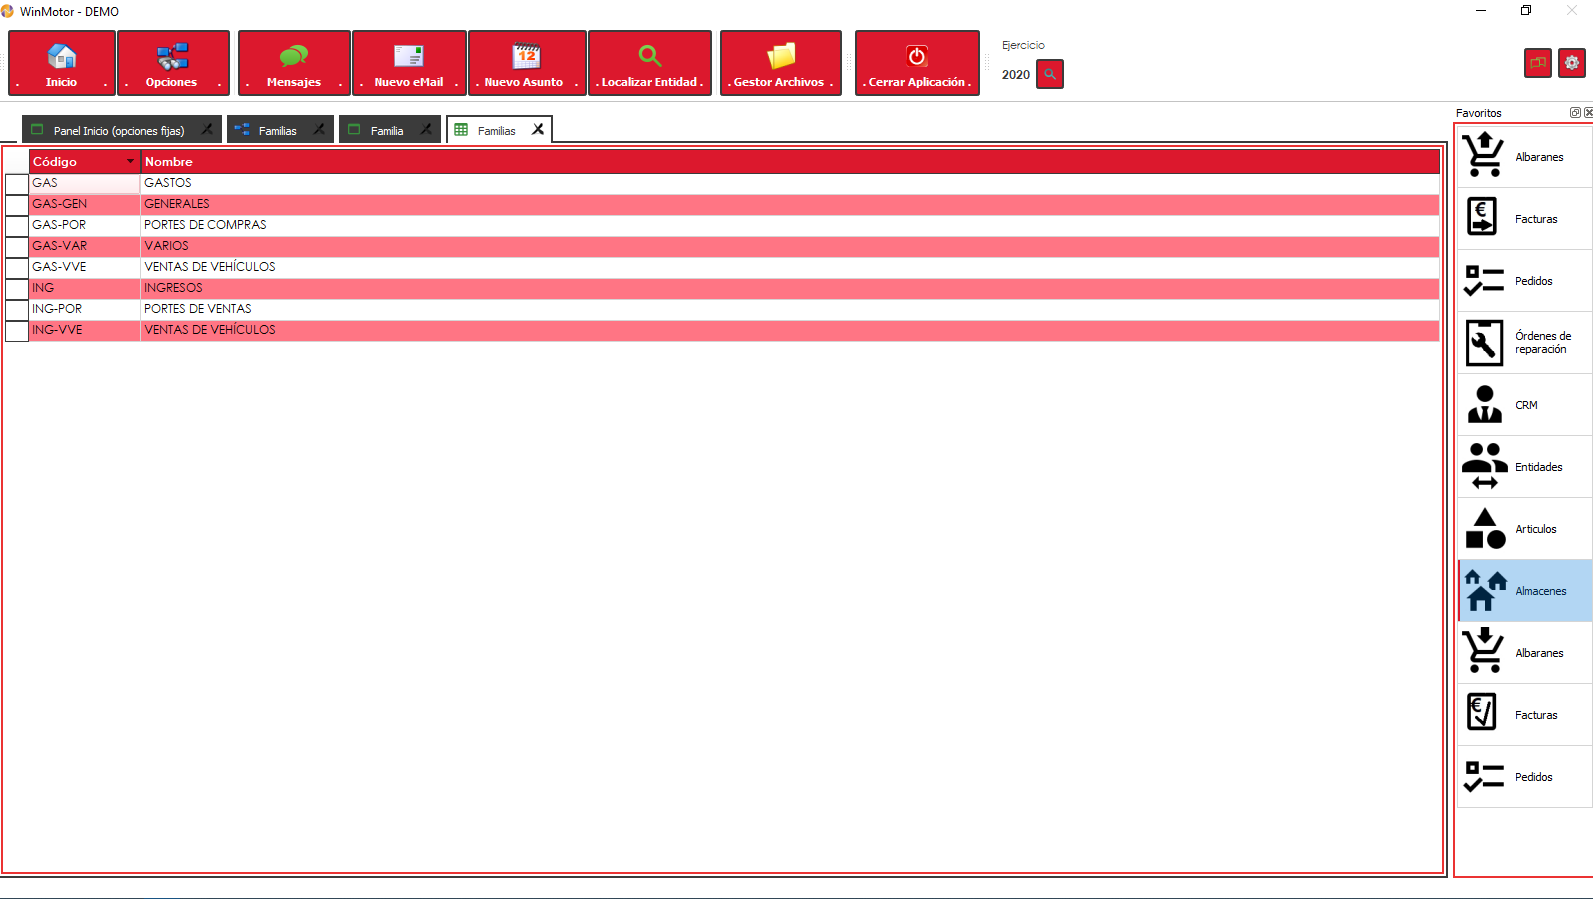 WinMotor - DEMO
. Inicio .
. Opciones .
. Mensajes .
. Nuevo eMail .
12
. Nuevo Asunto .
. Localizar Entidad .
. Gestor Archivos .
. Cerrar Aplicación .
Ejercicio
2020
Panel Inicio (opciones fijas)
Familias
Familia
Familias
Código Nombre
GAS GASTOS
GAS-GEN GENERALES
GAS-POR PORTES DE COMPRAS
GAS-VAR VARIOS
GAS-VVE VENTAS DE VEHÍCULOS
ING INGRESOS
ING-POR PORTES DE VENTAS
ING-VVE VENTAS DE VEHÍCULOS
Favoritos
Albaranes
€
Facturas
Pedidos
Órdenes de
reparación
CRM
Entidades
Articulos
Almacenes
Albaranes
€
Facturas
Pedidos